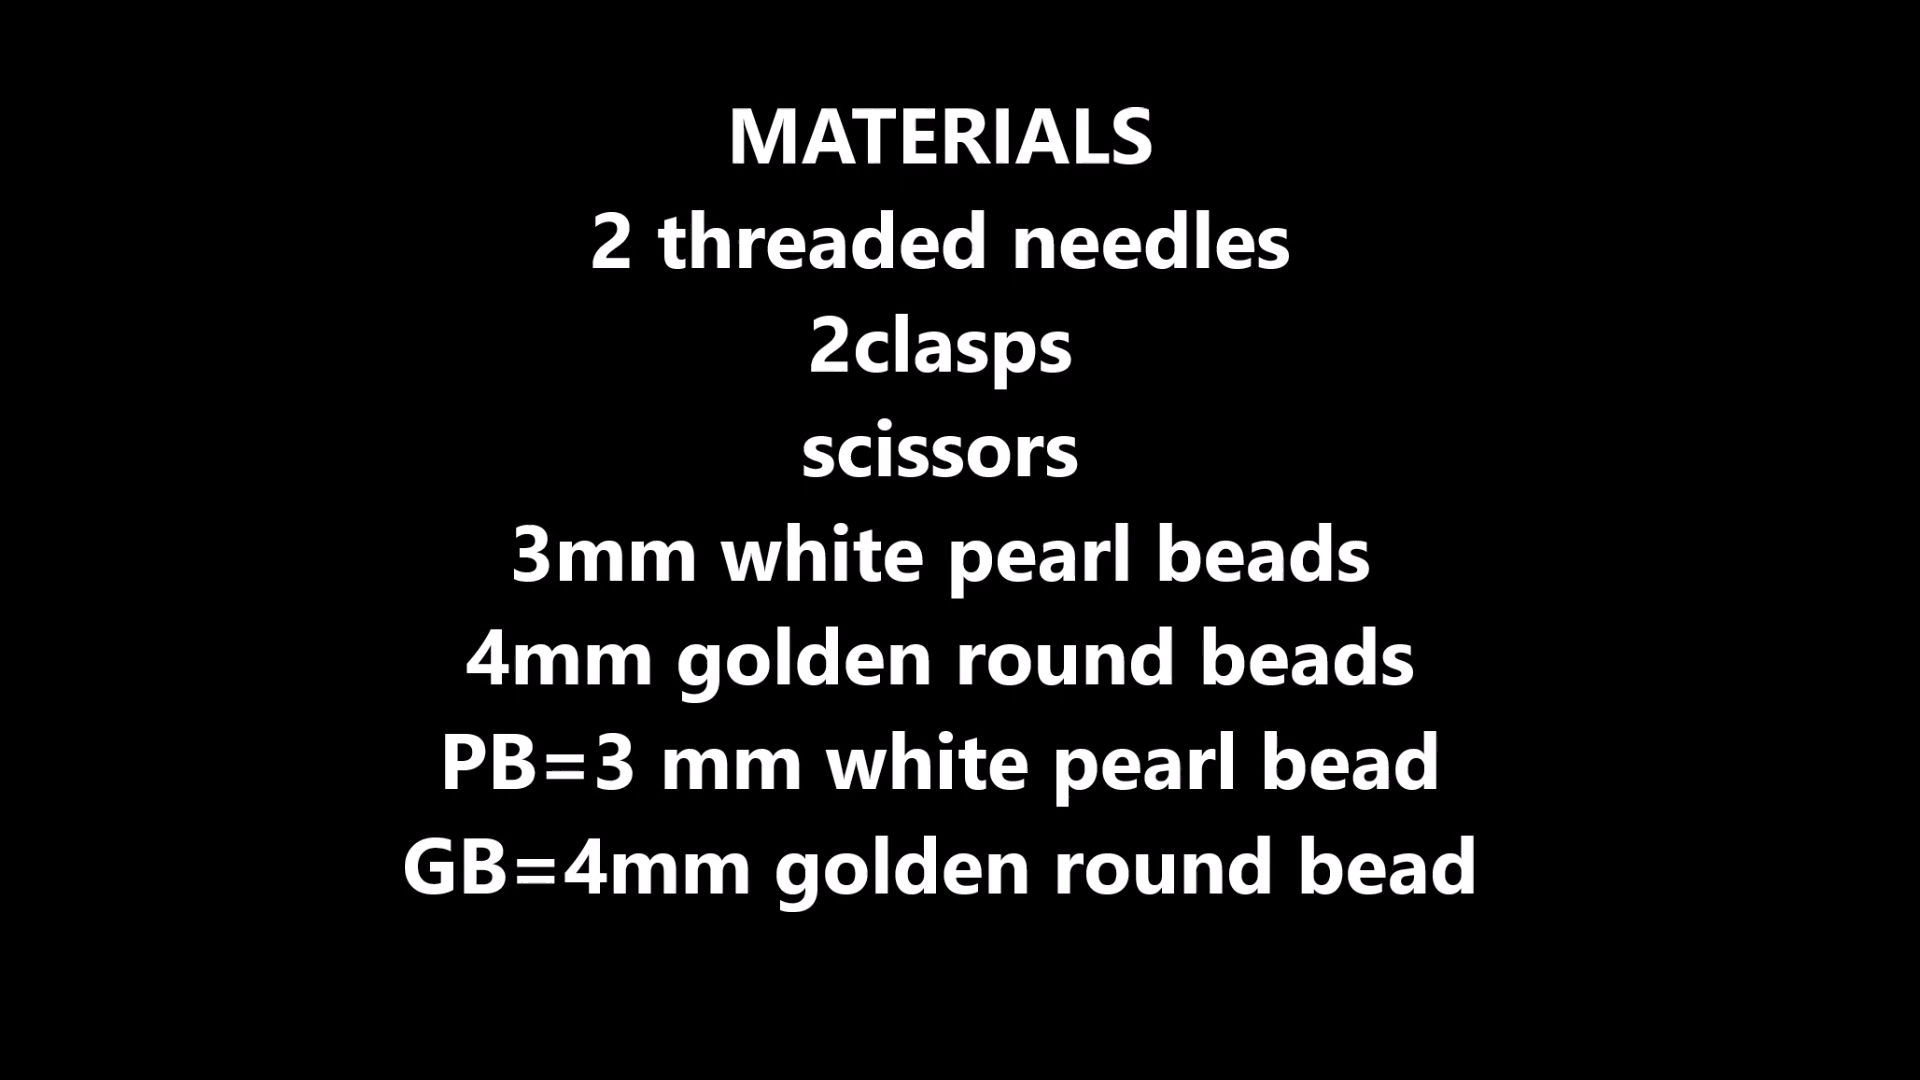 MATERIALS
2 threaded needles
2clasps
scissors
3mm white pearl beads
4mm golden round beads
PB=3 mm white pearl bead
GB=4mm golden round bead